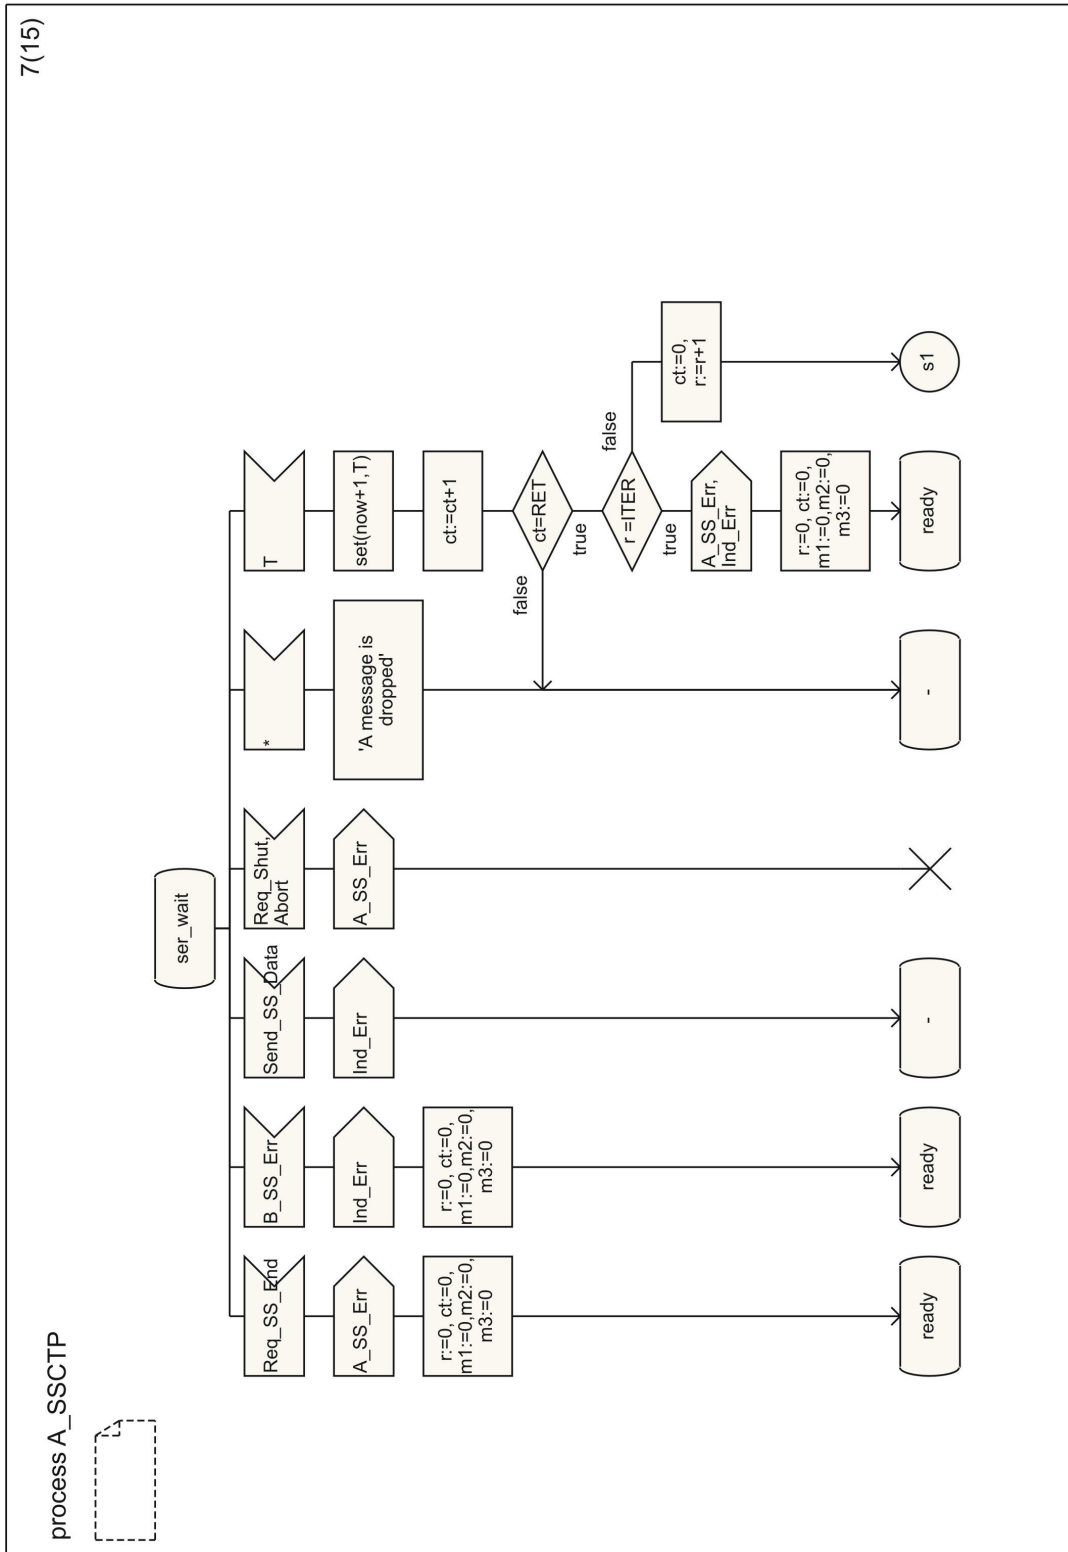 process A_SSCTP
7(15)
ser_wait
Req_SS_End
A_SS_Err
r:=0, ct:=0,
m1:=0,m2:=0,
m3:=0
ready
B_SS_Err
Ind_Err
r:=0, ct:=0,
m1:=0,m2:=0,
m3:=0
ready
Send_SS_Data
Ind_Err
-
Req_Shut,
Abort
A_SS_Err
*
'A message is
dropped'
-
T
set(now+1,T)
ct:=ct+1
ct=RET
false
true
r =ITER
false
true
A_SS_Err,
Ind_Err
r:=0, ct:=0,
m1:=0,m2:=0,
m3:=0
ready
ct:=0,
r:=r+1
s1